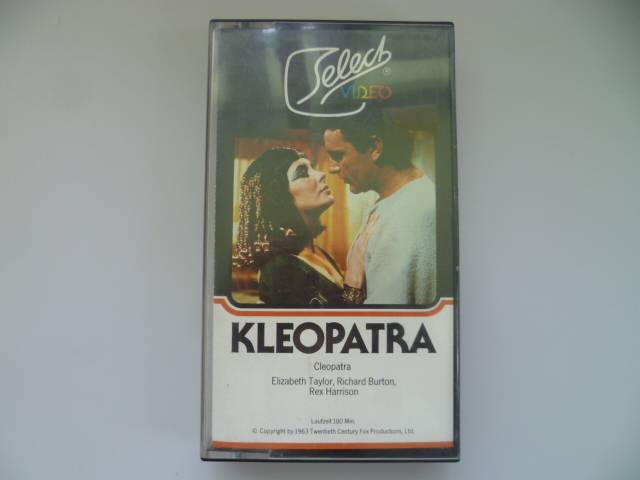 Select
®
VIDEO
KLEOPATRA
Cleopatra
Elizabeth Taylor, Richard Burton,
Rex Harrison
Laufzeit 180 Min.
© Copyright by 1963 Twentieth Century Fox Productions, Ltd.